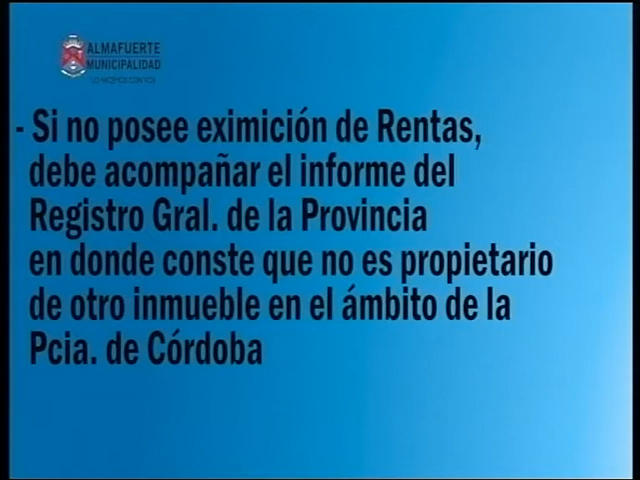 ALMAFUERTE
MUNICIPALIDAD
- Si no posee eximición de Rentas,
debe acompañar el informe del
Registro Gral. de la Provincia
en donde conste que no es propietario
de otro inmueble en el ámbito de la
Pcia. de Córdoba